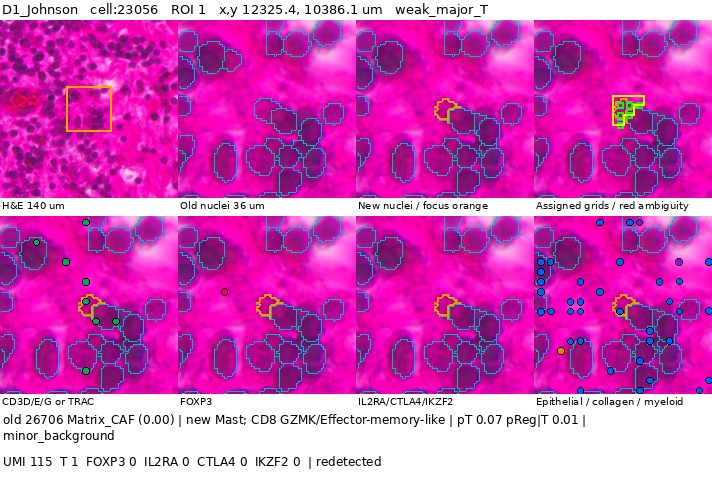 D1_Johnson   cell:23056   ROI 1   x,y 12325.4, 10386.1 um   weak_major_T
H&E 140 um
Old nuclei 36 um
New nuclei / focus orange
Assigned grids / red ambiguity
CD3D/E/G or TRAC
FOXP3
IL2RA/CTLA4/IKZF2
Epithelial / collagen / myeloid
old 26706 Matrix_CAF (0.00) | new Mast; CD8 GZMK/Effector-memory-like | pT 0.07 pReg|T 0.01 |
minor_background
UMI 115  T 1  FOXP3 0  IL2RA 0  CTLA4 0  IKZF2 0  | redetected